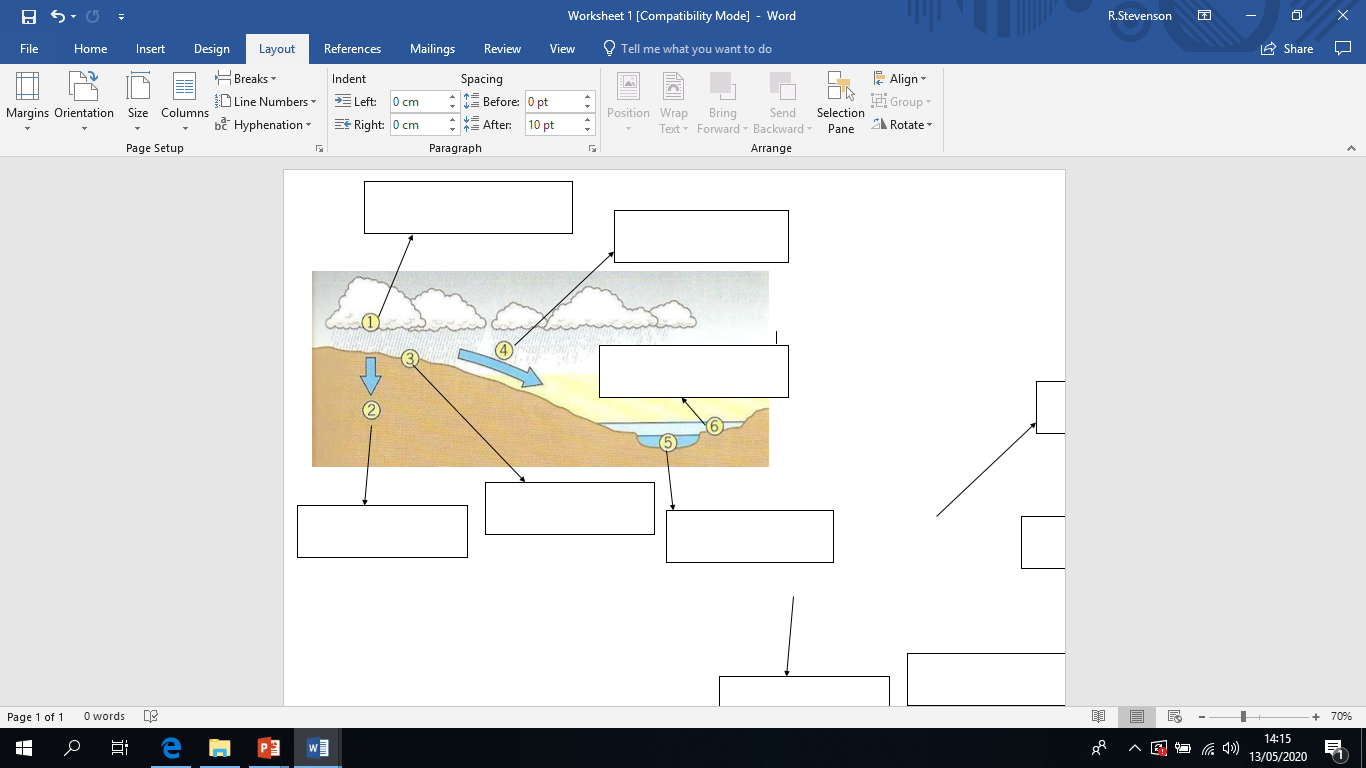 Worksheet 1 [Compatibility Mode] - Word
R.Stevenson
File Home Insert Design Layout References Mailings Review View Tell me what you want to do Share
Margins Orientation Size Columns
Breaks
Line Numbers
Hyphenation
Page Setup
Indent Spacing
Left: 0 cm Before: 0 pt
Right: 0 cm After: 10 pt
Paragraph
Position Wrap Text Bring Forward Send Backward Selection Pane
Align
Group
Rotate
Arrange
1
4
3
2
6
5
Page 1 of 1 0 words 70%
14:15
13/05/2020
1